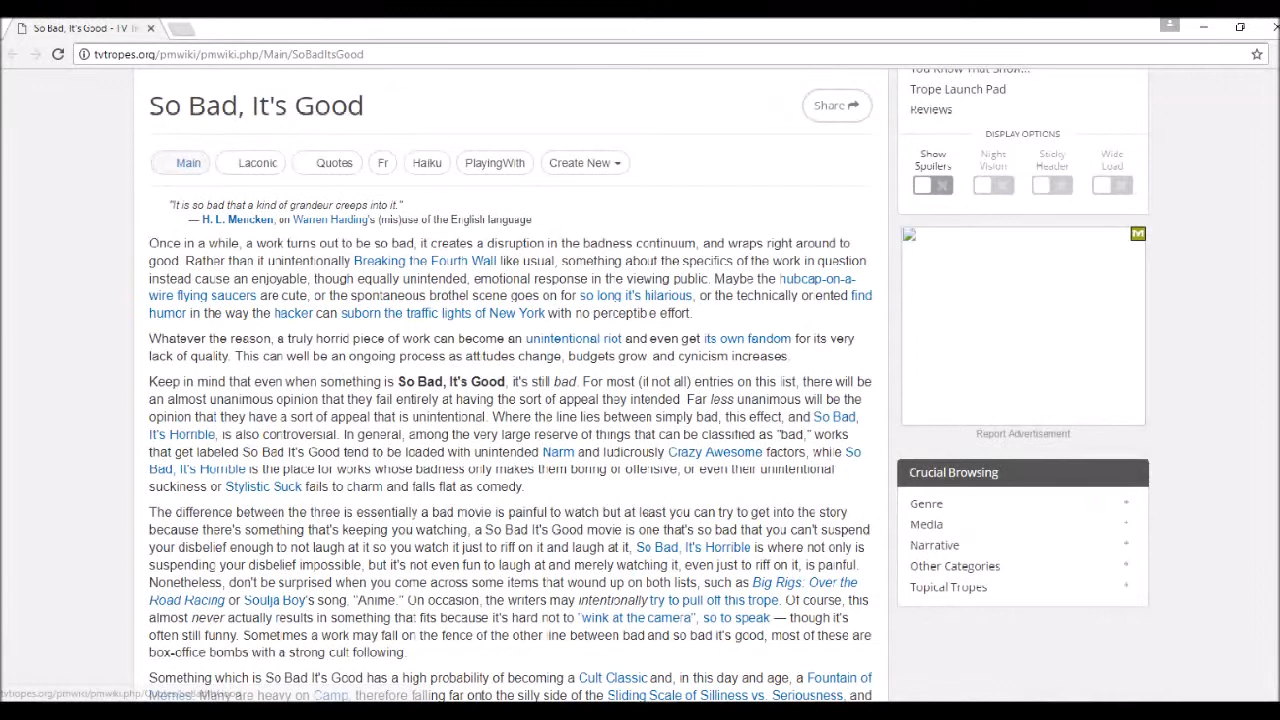 So Bad, It's Good - TV Tr
tvtropes.org/pmwiki/pmwiki.php/Main/SoBadItsGood
You Know That Show...
So Bad, It's Good
Share
Trope Launch Pad
Reviews
DISPLAY OPTIONS
Show Spoilers
Night Vision
Sticky Header
Wide Load
Main
Laconic
Quotes
Fr
Haiku
PlayingWith
Create New
"It is so bad that a kind of grandeur creeps into it."
— H. L. Mencken, on Warren Harding's (mis)use of the English language
Once in a while, a work turns out to be so bad, it creates a disruption in the badness continuum, and wraps right around to
good. Rather than it unintentionally Breaking the Fourth Wall like usual, something about the specifics of the work in question
instead cause an enjoyable, though equally unintended, emotional response in the viewing public. Maybe the hubcap-on-a-
wire flying saucers are cute, or the spontaneous brothel scene goes on for so long it's hilarious, or the technically oriented find
humor in the way the hacker can suborn the traffic lights of New York with no perceptible effort.
Whatever the reason, a truly horrid piece of work can become an unintentional riot and even get its own fandom for its very
lack of quality. This can well be an ongoing process as attitudes change, budgets grow and cynicism increases.
Keep in mind that even when something is So Bad, It's Good, it's still bad. For most (if not all) entries on this list, there will be
an almost unanimous opinion that they fail entirely at having the sort of appeal they intended. Far less unanimous will be the
opinion that they have a sort of appeal that is unintentional. Where the line lies between simply bad, this effect, and So Bad,
It's Horrible, is also controversial. In general, among the very large reserve of things that can be classified as "bad," works
that get labeled So Bad It's Good tend to be loaded with unintended Narm and ludicrously Crazy Awesome factors, while So
Bad, It's Horrible is the place for works whose badness only makes them boring or offensive, or even their unintentional
suckiness or Stylistic Suck fails to charm and falls flat as comedy.
The difference between the three is essentially a bad movie is painful to watch but at least you can try to get into the story
because there's something that's keeping you watching, a So Bad It's Good movie is one that's so bad that you can't suspend
your disbelief enough to not laugh at it so you watch it just to riff on it and laugh at it, So Bad, It's Horrible is where not only is
suspending your disbelief impossible, but it's not even fun to laugh at and merely watching it, even just to riff on it, is painful.
Nonetheless, don't be surprised when you come across some items that wound up on both lists, such as Big Rigs: Over the
Road Racing or Soulja Boy's song, "Anime." On occasion, the writers may intentionally try to pull off this trope. Of course, this
almost never actually results in something that fits because it's hard not to "wink at the camera", so to speak — though it's
often still funny. Sometimes a work may fall on the fence of the other line between bad and so bad it's good, most of these are
box-office bombs with a strong cult following.
Something which is So Bad It's Good has a high probability of becoming a Cult Classic and, in this day and age, a Fountain of
Memes. Many are heavy on Camp, therefore falling far onto the silly side of the Sliding Scale of Silliness vs. Seriousness, and
Report Advertisement
Crucial Browsing
Genre
Media
Narrative
Other Categories
Topical Tropes